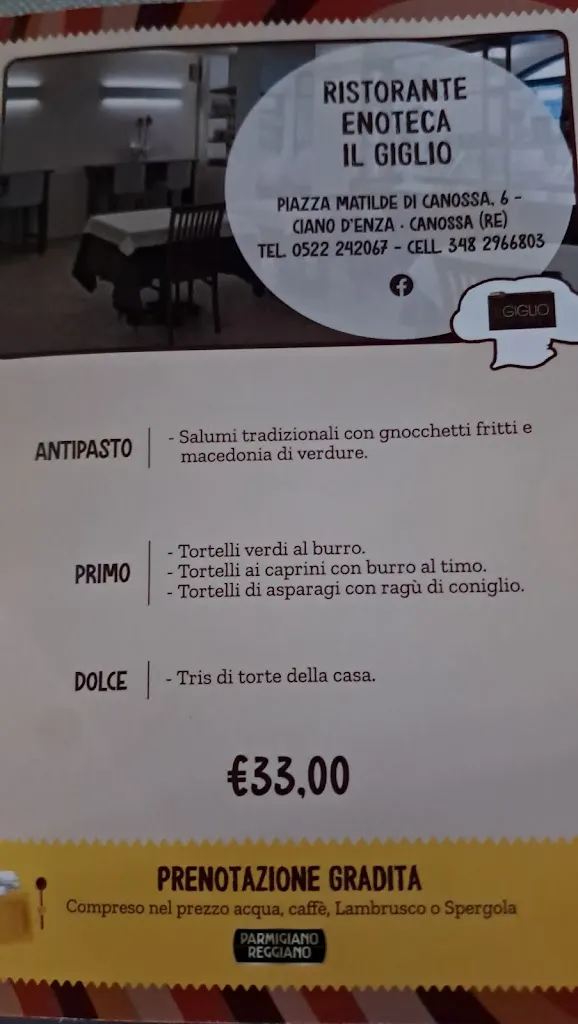 RISTORANTE
ENOTECA
IL GIGLIO
PIAZZA MATILDE DI CANOSSA, 6 -
CIANO D'ENZA · CANOSSA (RE)
TEL. 0522 242067 - CELL. 348 2966803
GIGLIO
ANTIPASTO
- Salumi tradizionali con gnocchetti fritti e
macedonia di verdure.
PRIMO
- Tortelli verdi al burro.
- Tortelli ai caprini con burro al timo.
- Tortelli di asparagi con ragù di coniglio.
DOLCE
- Tris di torte della casa.
€33,00
PRENOTAZIONE GRADITA
Compreso nel prezzo acqua, caffè, Lambrusco o Spergola
PARMIGIANO
REGGIANO